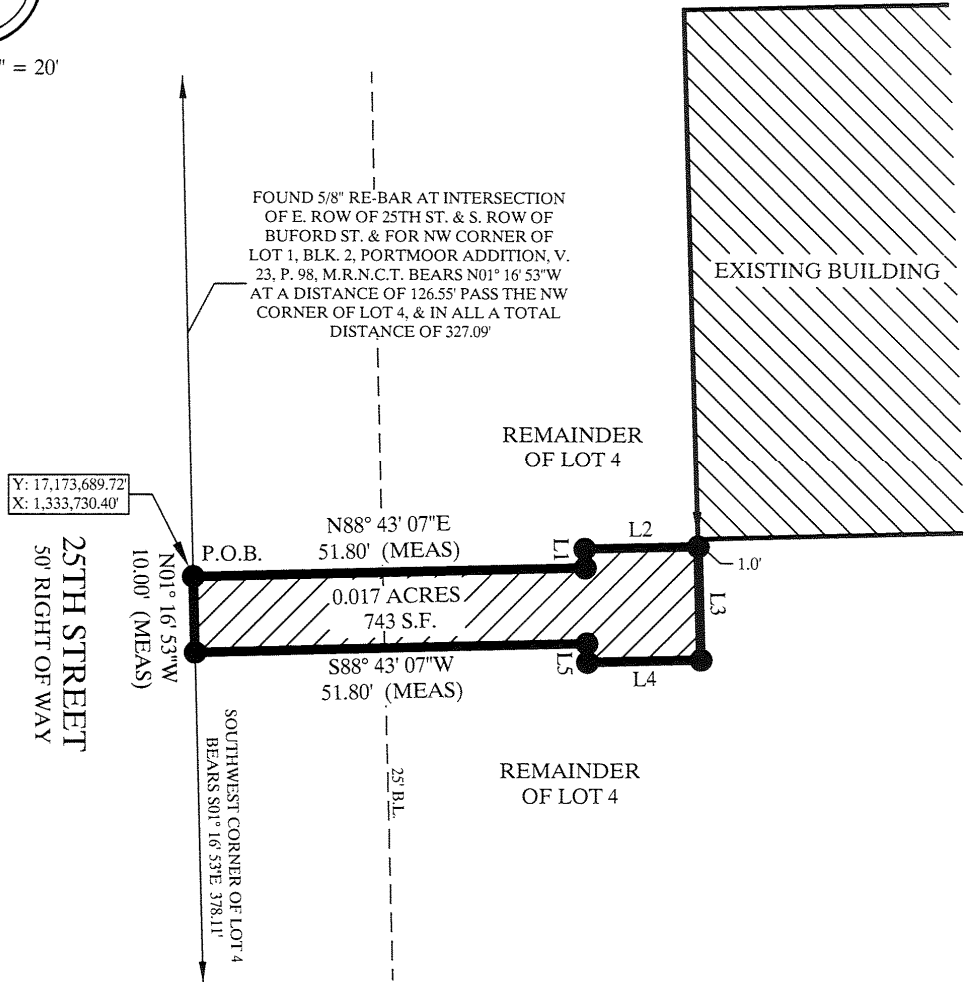 " = 20'
FOUND 5/8" RE-BAR AT INTERSECTION
OF E. ROW OF 25TH ST. & S. ROW OF
BUFORD ST. & FOR NW CORNER OF
LOT 1, BLK. 2, PORTMOOR ADDITION, V.
23, P. 98, M.R.N.C.T. BEARS N01° 16' 53"W
AT A DISTANCE OF 126.55' PASS THE NW
CORNER OF LOT 4, & IN ALL A TOTAL
DISTANCE OF 327.09'
EXISTING BUILDING
REMAINDER
OF LOT 4
Y: 17,173,689.72'
X: 1,333,730.40'
25TH STREET
50' RIGHT OF WAY
N01° 16' 53"W
10.00' (MEAS)
P.O.B.
N88° 43' 07"E
51.80' (MEAS)
L1
L2
1.0'
L3
0.017 ACRES
743 S.F.
S88° 43' 07"W
51.80' (MEAS)
L5
L4
SOUTHWEST CORNER OF LOT 4
BEARS S01° 16' 53"E 378.11'
25' B.L.
REMAINDER
OF LOT 4